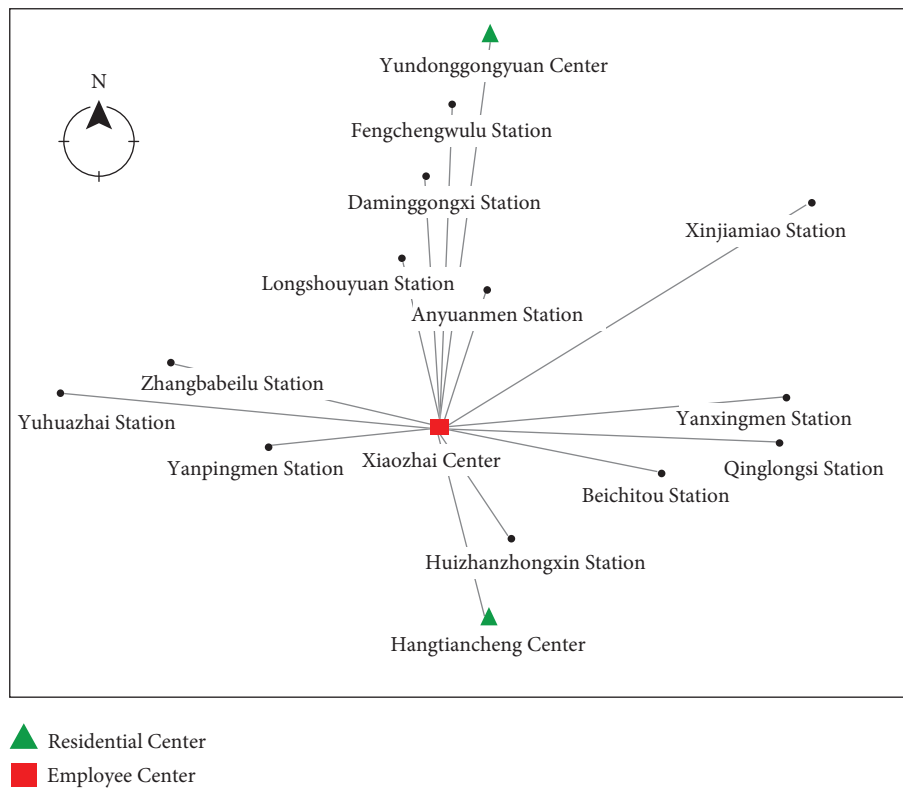 Yundonggongyuan Center
N
Fengchengwulu Station
Daminggongxi Station
Xinjiamiao Station
Longshouyuan Station
Anyuanmen Station
Zhangbabeilu Station
Yuhuazhai Station
Yanxingmen Station
Yanpingmen Station
Xiaozhai Center
Qinglongsi Station
Beichitou Station
Huizhanzhongxin Station
Hangtiancheng Center
Residential Center
Employee Center